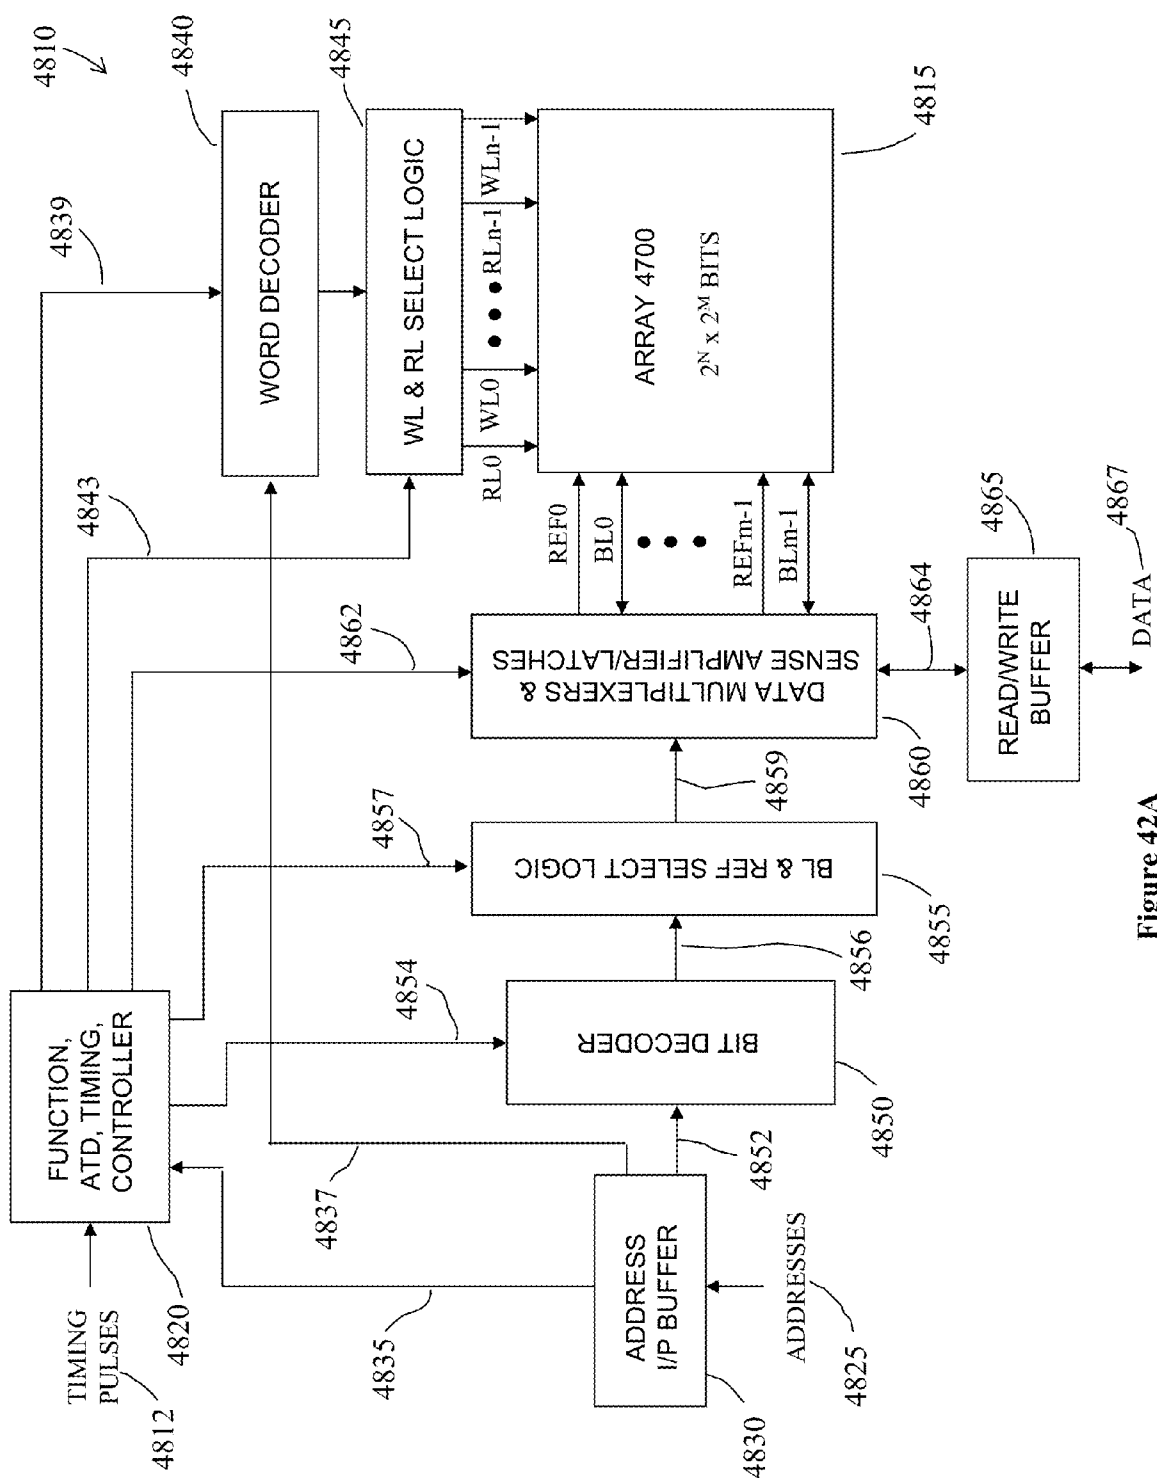 4810
4840
4845
4839
WORD DECODER
WL & RL SELECT LOGIC
RL0
WL0
RLn-1
WLn-1
ARRAY 4700
2^N x 2^M BITS
4815
4843
REF0
BL0
REFm-1
BLm-1
4862
DATA MULTIPLEXERS &
SENSE AMPLIFIER/LATCHES
4860
4864
4865
READ/WRITE
BUFFER
DATA
4867
4857
4859
BL & REF SELECT LOGIC
4855
4854
4856
BIT DECODER
4850
FUNCTION,
ATD, TIMING,
CONTROLLER
4820
TIMING
PULSES
4812
4837
4835
4852
ADDRESS
I/P BUFFER
4830
ADDRESSES
4825
Figure 42A